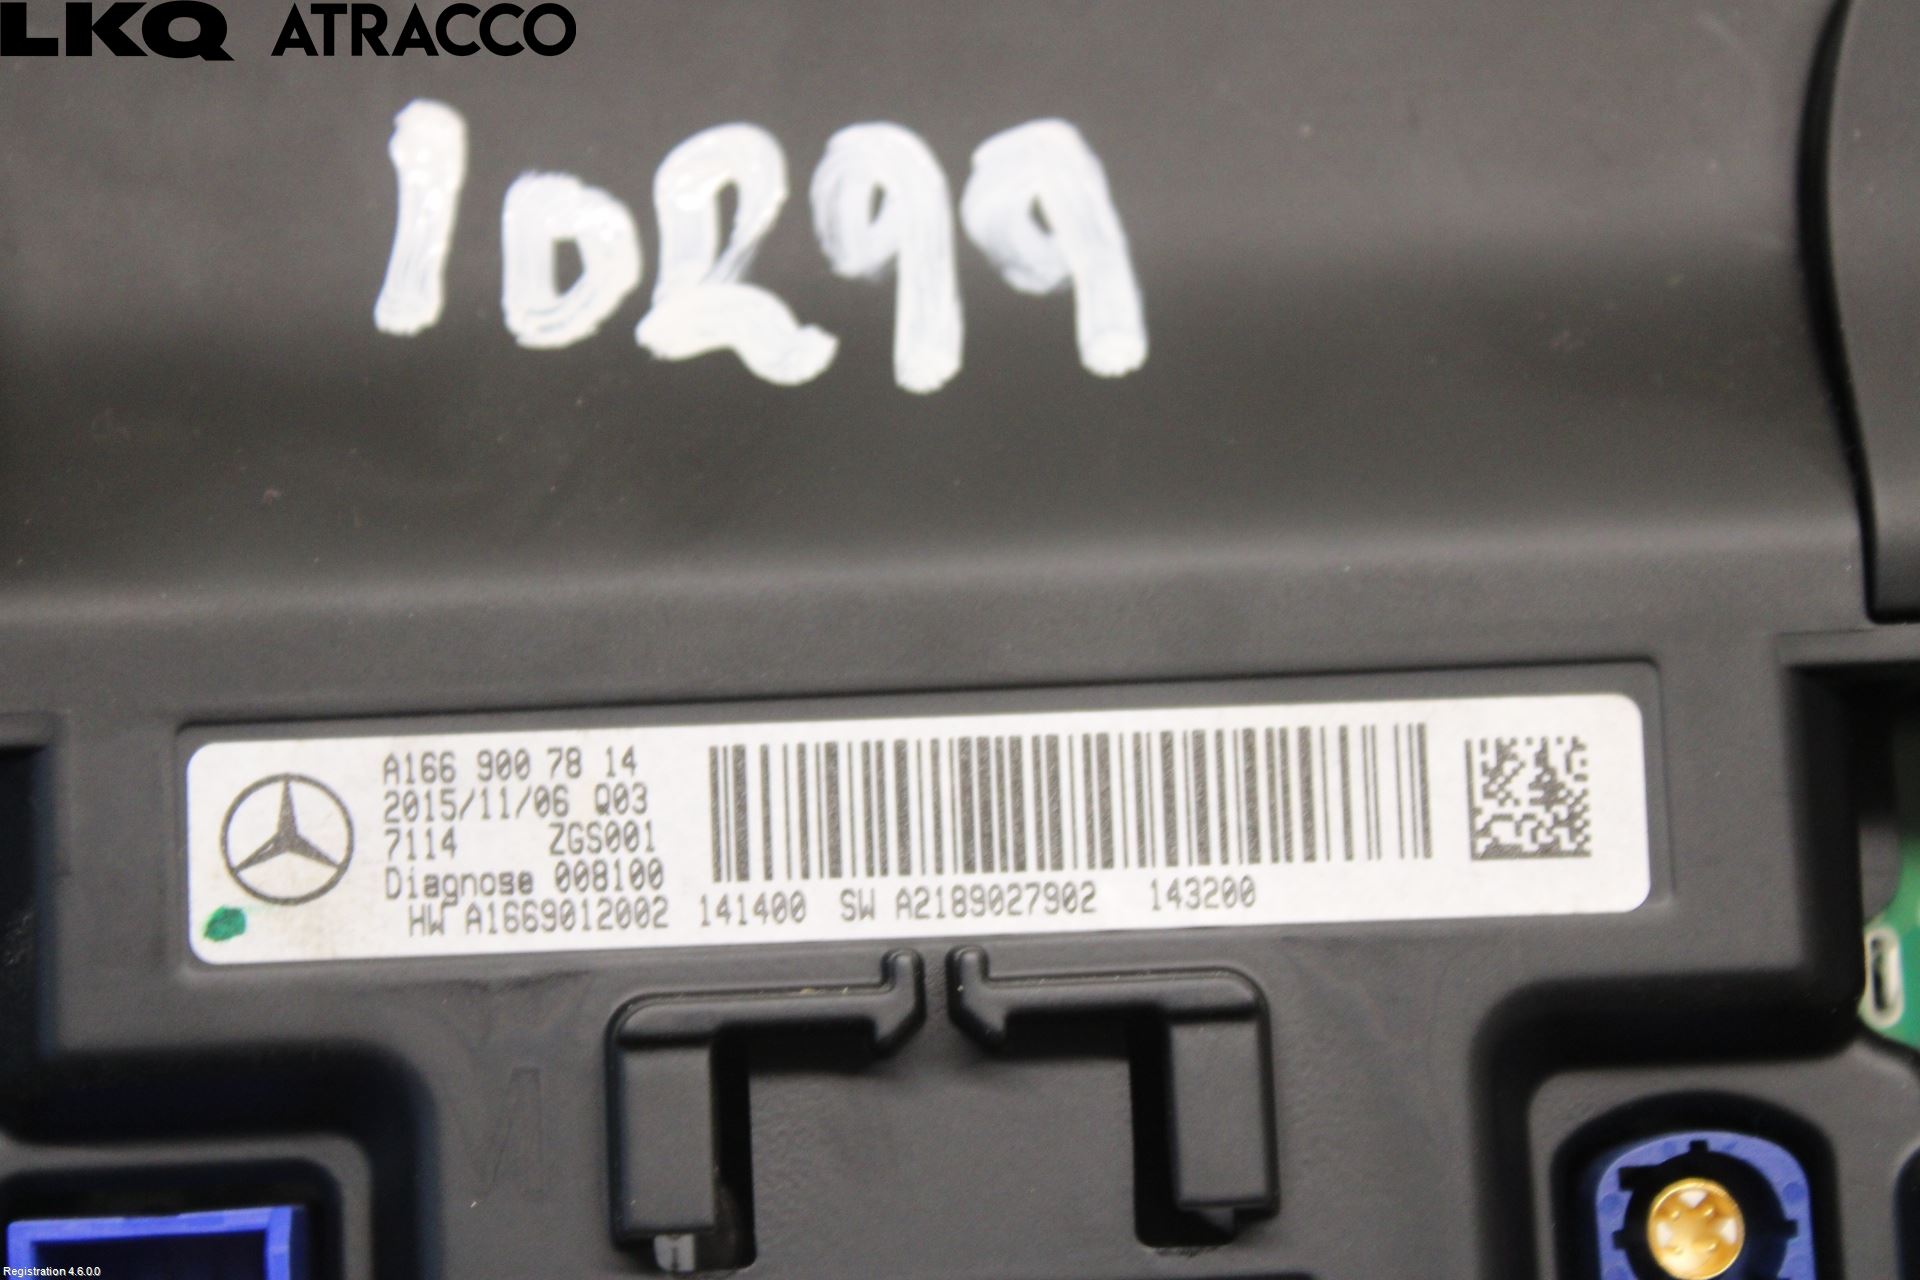 LKQ ATRACCO
10299
A166 900 78 14
2015/11/06 Q03
7114 ZGS001
Diagnose 008100
HW A1669012002 141400 SW A2189027902 143200
Registration 4.6.0.0